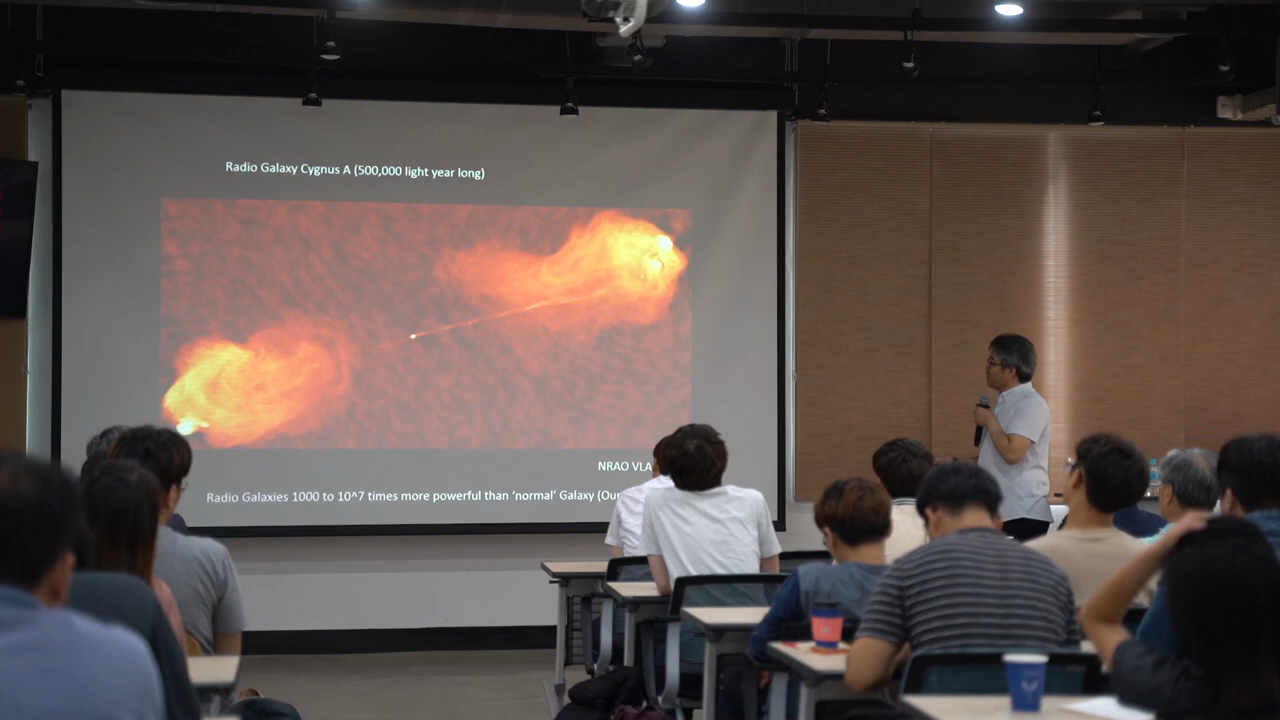 Radio Galaxy Cygnus A (500,000 light year long)
NRAO VLA
Radio Galaxies 1000 to 10^7 times more powerful than ‘normal’ Galaxy (Our